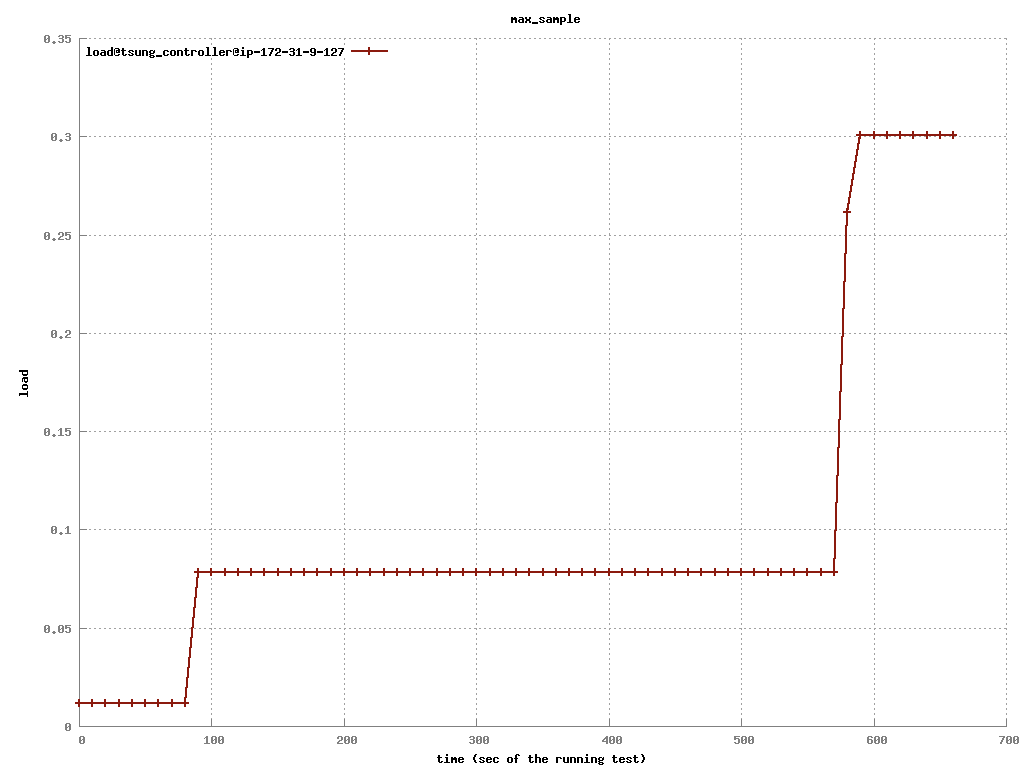 max_sample
load@tsung_controller@ip-172-31-9-127
0.35
0.3
0.25
0.2
0.15
0.1
0.05
0
load
0 100 200 300 400 500 600 700
time (sec of the running test)